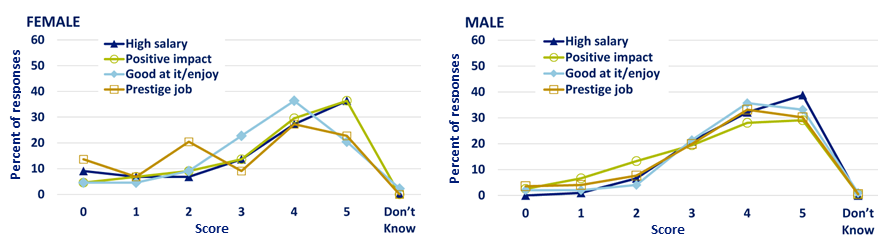 FEMALE
60
50
40
30
20
10
0
Percent of responses
High salary
Positive impact
Good at it/enjoy
Prestige job
0 1 2 3 4 5 Don't
Know
Score
MALE
60
50
40
30
20
10
0
Percent of responses
High salary
Positive impact
Good at it/enjoy
Prestige job
0 1 2 3 4 5 Don't
Know
Score